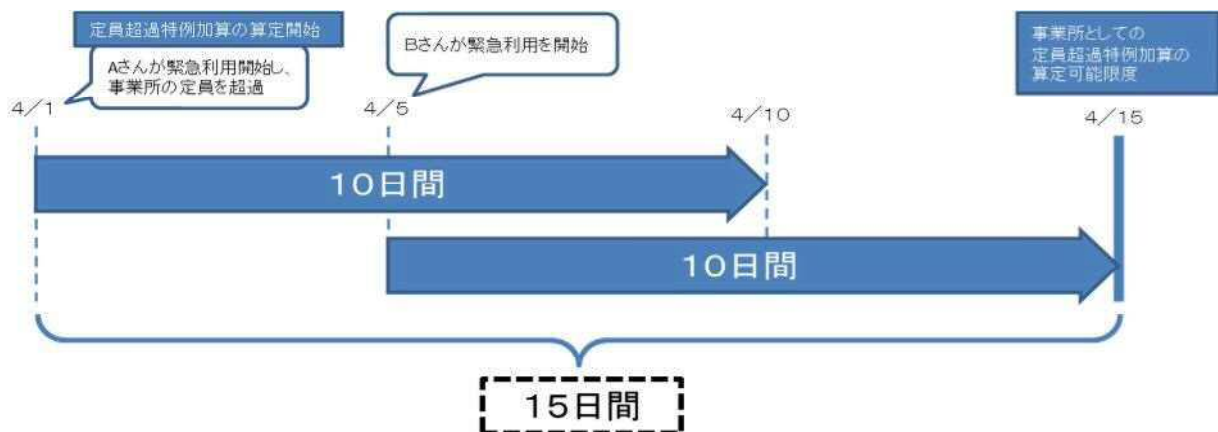 定員超過特例加算の算定開始
Aさんが緊急利用開始し、
事業所の定員を超過
Bさんが緊急利用を開始
事業所としての
定員超過特例加算の
算定可能限度
4／1
4／5
4／10
4／15
10日間
10日間
15日間